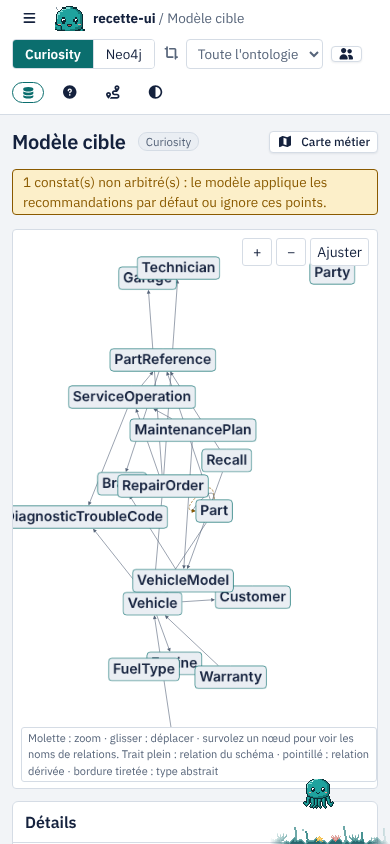 recette-ui / Modèle cible
Curiosity Neo4j Toute l'ontologie
Modèle cible Curiosity Carte métier
1 constat(s) non arbitré(s) : le modèle applique les
recommandations par défaut ou ignore ces points.
+ − Ajuster
Technician
Party
PartReference
ServiceOperation
MaintenancePlan
Recall
RepairOrder
Part
DiagnosticTroubleCode
VehicleModel
Customer
Vehicle
FuelType
Warranty
Molette : zoom · glisser : déplacer · survolez un nœud pour voir les
noms de relations. Trait plein : relation du schéma · pointillé : relation
dérivée · bordure tiretée : type abstrait
Détails